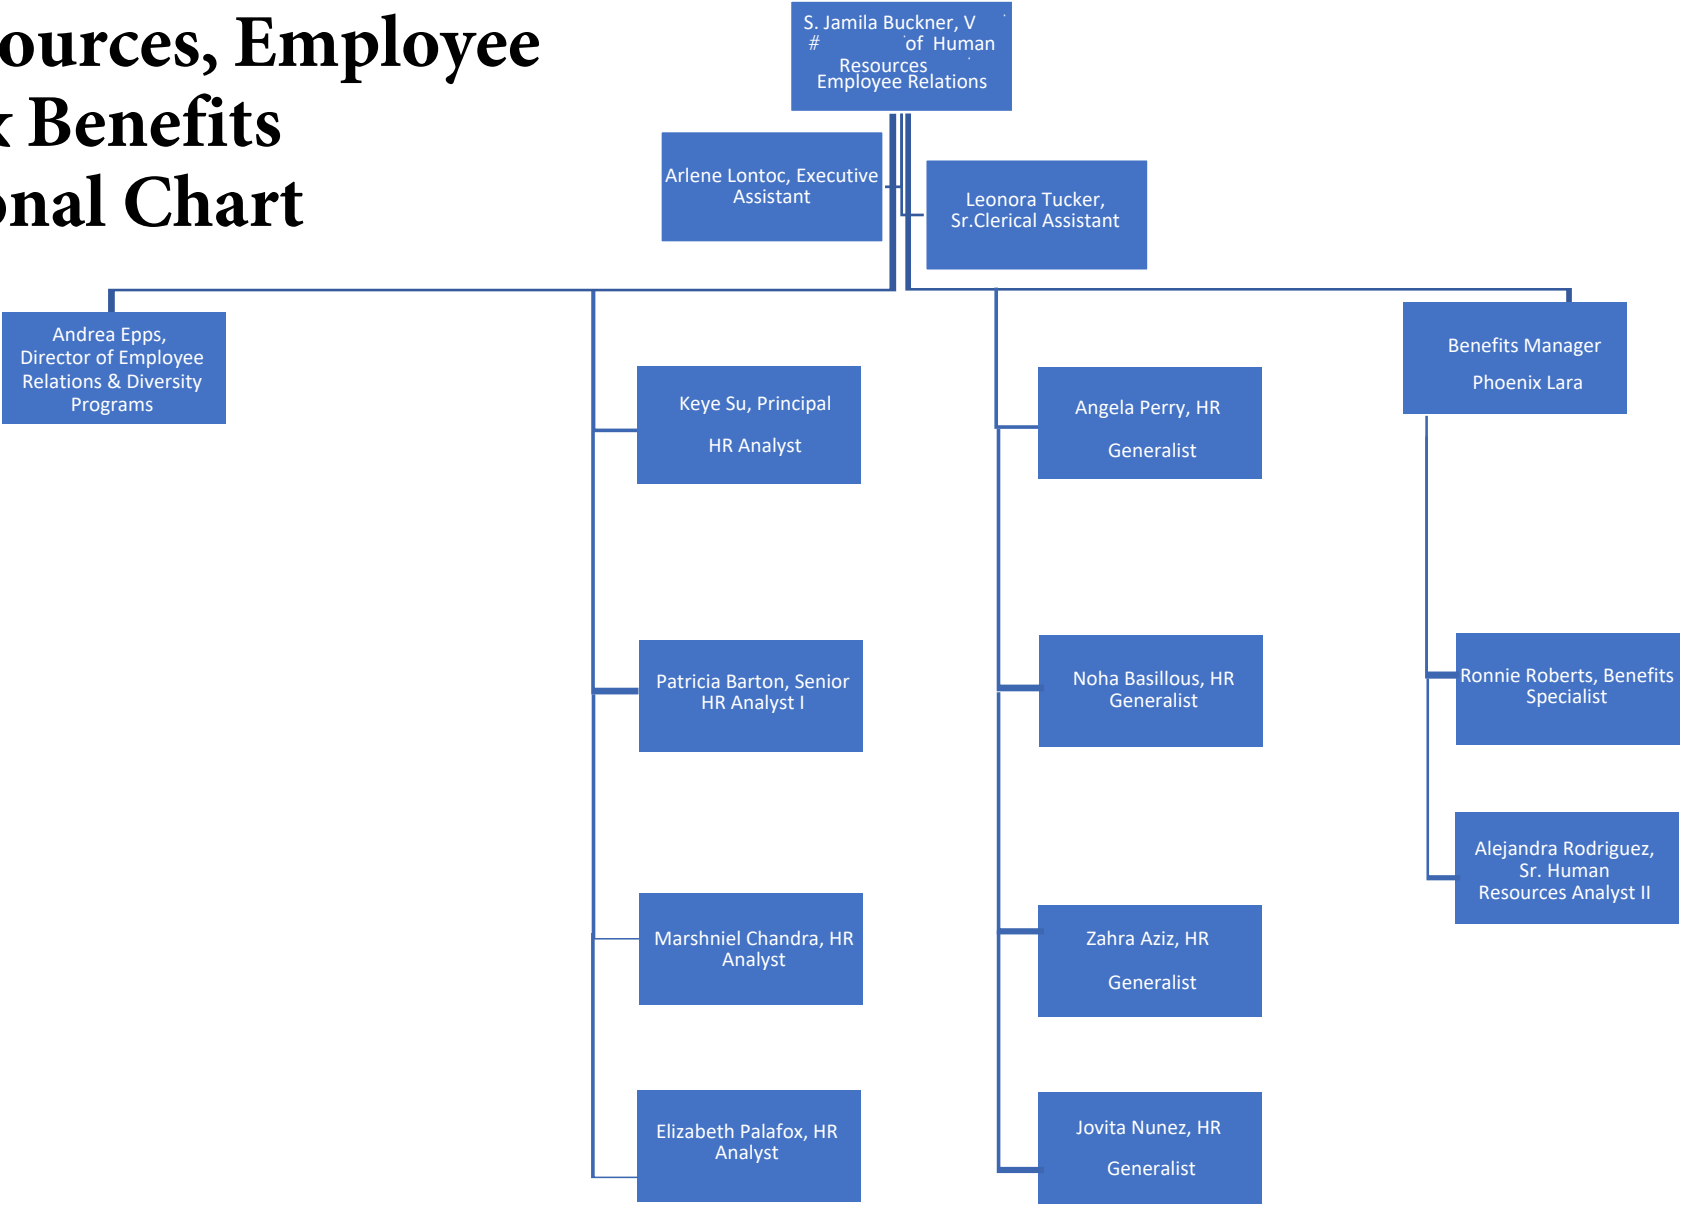 ources, Employee
& Benefits
onal Chart
S. Jamila Buckner, V
# of Human
Resources
Employee Relations
Arlene Lontoc, Executive
Assistant
Leonora Tucker,
Sr.Clerical Assistant
Andrea Epps,
Director of Employee
Relations & Diversity
Programs
Keye Su, Principal
HR Analyst
Angela Perry, HR
Generalist
Benefits Manager
Phoenix Lara
Patricia Barton, Senior
HR Analyst I
Noha Basillous, HR
Generalist
Ronnie Roberts, Benefits
Specialist
Alejandra Rodriguez,
Sr. Human
Resources Analyst II
Marshniel Chandra, HR
Analyst
Zahra Aziz, HR
Generalist
Elizabeth Palafox, HR
Analyst
Jovita Nunez, HR
Generalist